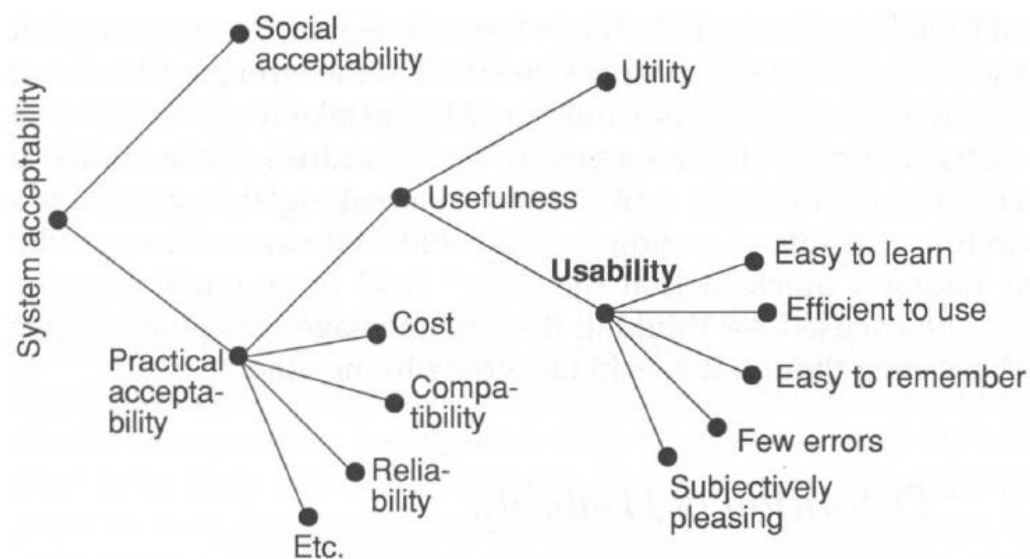 System acceptability
Social
acceptability
Utility
Usefulness
Usability
Easy to learn
Efficient to use
Easy to remember
Few errors
Subjectively
pleasing
Practical
accepta-
bility
Cost
Compa-
tibility
Relia-
bility
Etc.